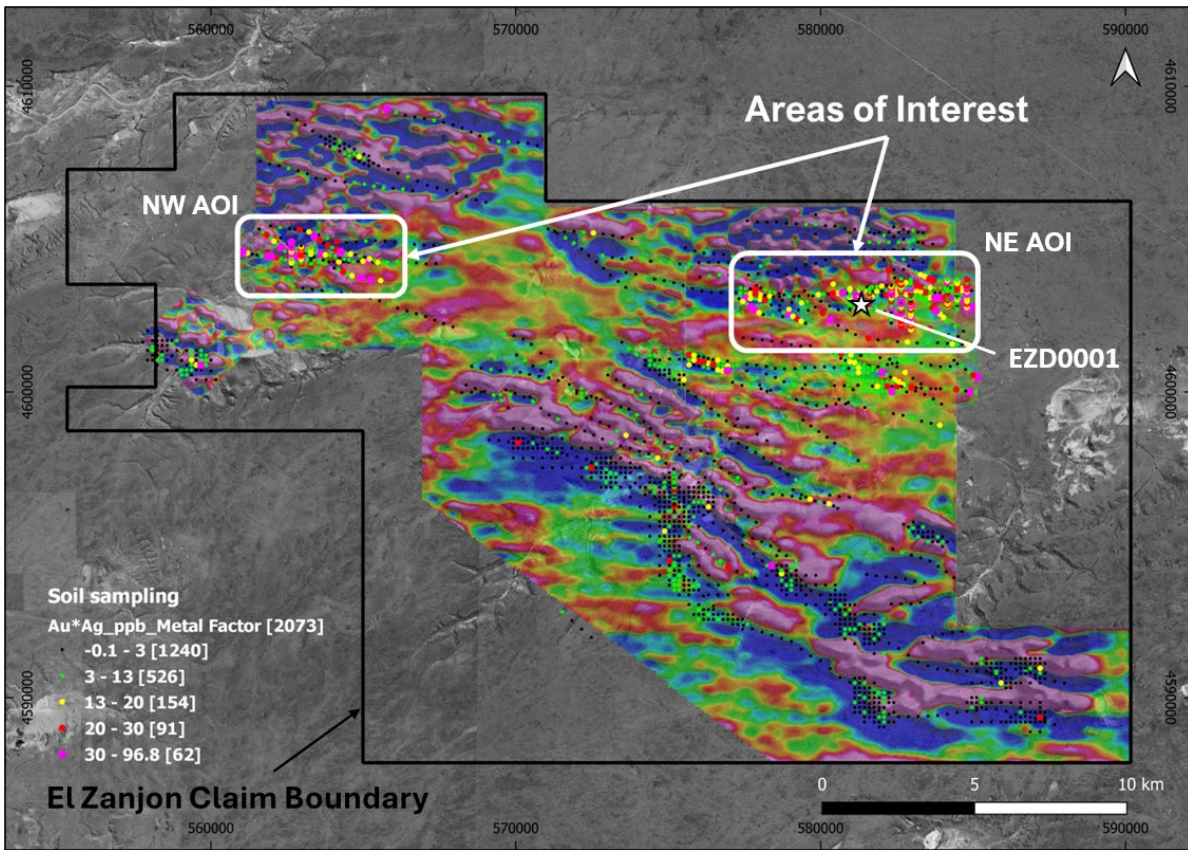 560000
570000
580000
590000
4610000
4610000
Areas of Interest
NW AOI
NE AOI
EZD0001
4600000
4600000
Soil sampling
Au*Ag_ppb_Metal Factor [2073]
-0.1 - 3 [1240]
3 - 13 [526]
13 - 20 [154]
20 - 30 [91]
30 - 96.8 [62]
4590000
4590000
El Zanjon Claim Boundary
0 5 10 km
560000
570000
580000
590000